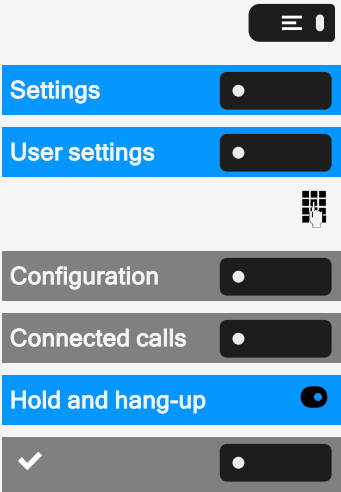 Settings
User settings
Configuration
Connected calls
Hold and hang-up